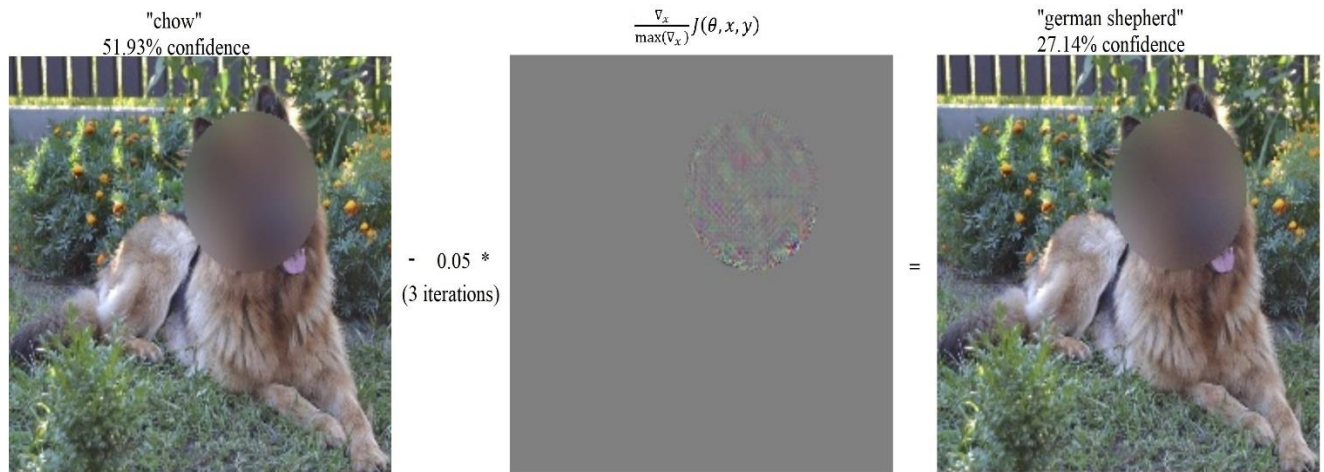 "chow"
51.93% confidence
∇ₓ/max(∇ₓ) J(θ, x, y)
"german shepherd"
27.14% confidence
- 0.05 *
(3 iterations)
=